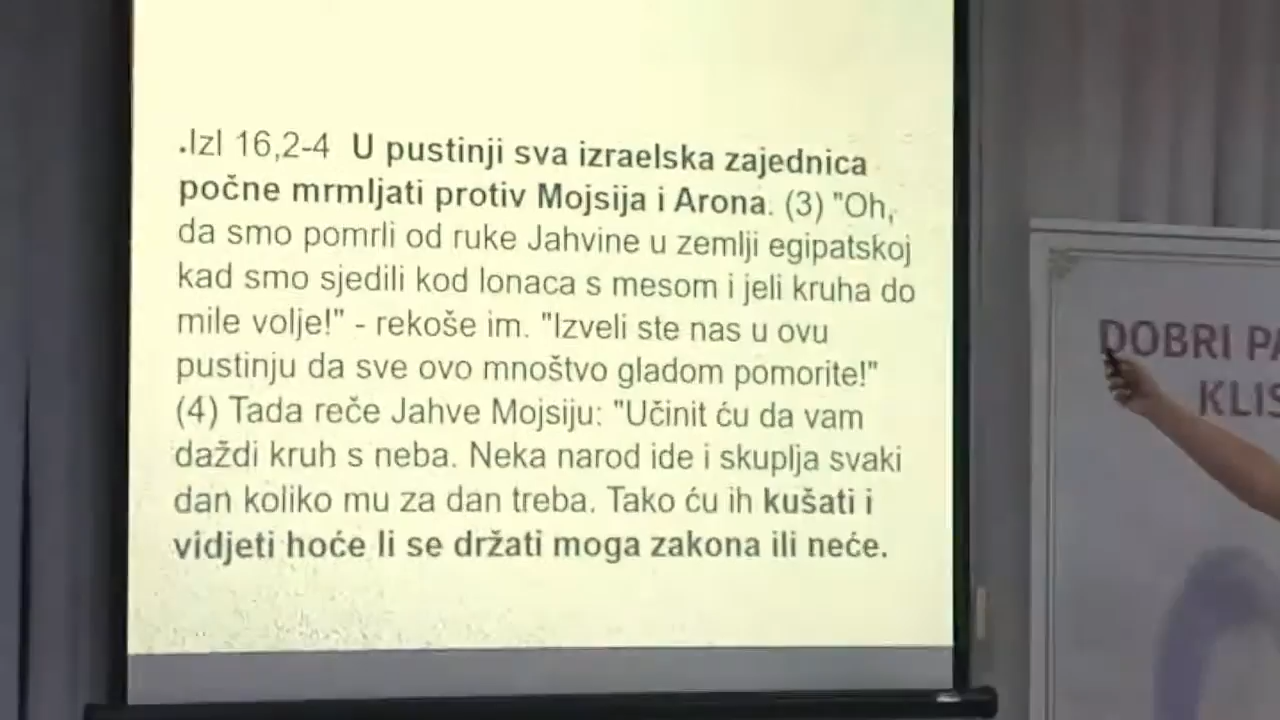 .Izl 16,2-4 U pustinji sva izraelska zajednica
počne mrmljati protiv Mojsija i Arona. (3) "Oh,
da smo pomrli od ruke Jahvine u zemlji egipatskoj
kad smo sjedili kod lonaca s mesom i jeli kruha do
mile volje!" - rekoše im. "Izveli ste nas u ovu
pustinju da sve ovo mnoštvo gladom pomorite!"
(4) Tada reče Jahve Mojsiju: "Učinit ću da vam
daždi kruh s neba. Neka narod ide i skuplja svaki
dan koliko mu za dan treba. Tako ću ih kušati i
vidjeti hoće li se držati moga zakona ili neće.
DOBRI PA
KLIS